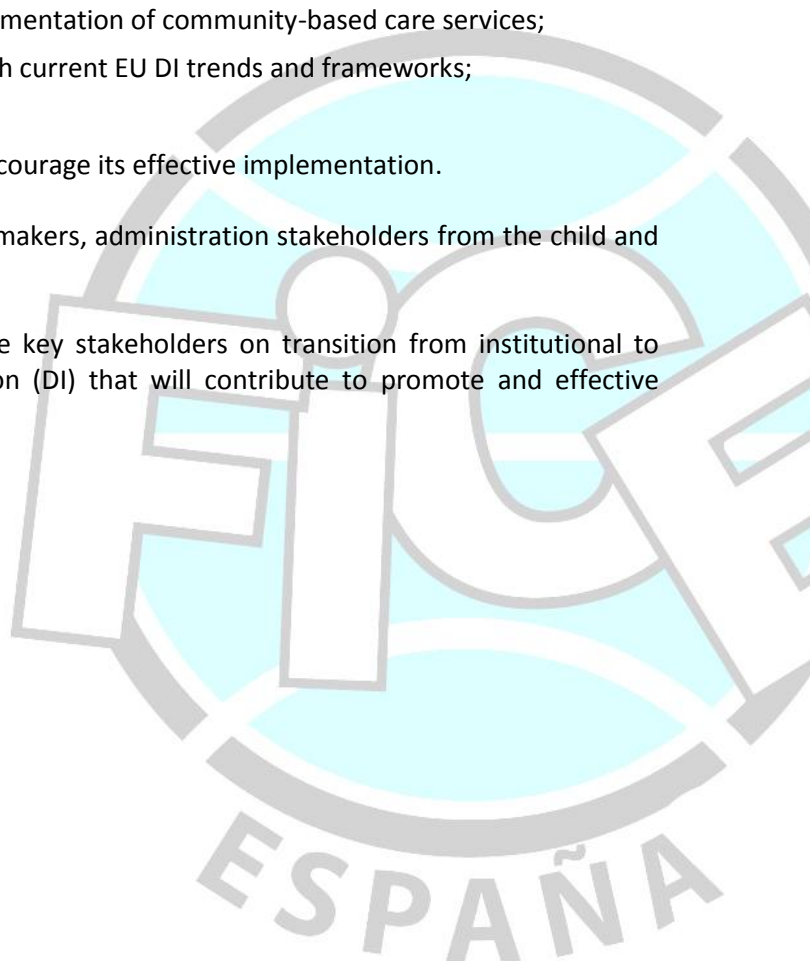 mentation of community-based care services;
h current EU DI trends and frameworks;
courage its effective implementation.
makers, administration stakeholders from the child and
e key stakeholders on transition from institutional to
on (DI) that will contribute to promote and effective
FiCE
ESPAÑA